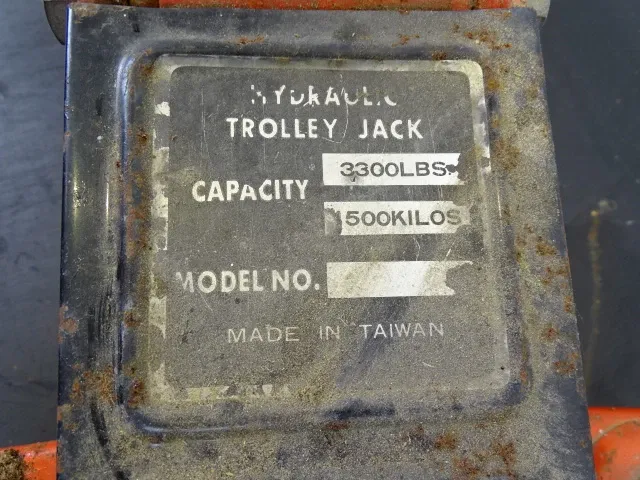 HYDRAULIC
TROLLEY JACK
CAPACITY
3300LBS.
1500KILOS
MODEL NO.
MADE IN TAIWAN